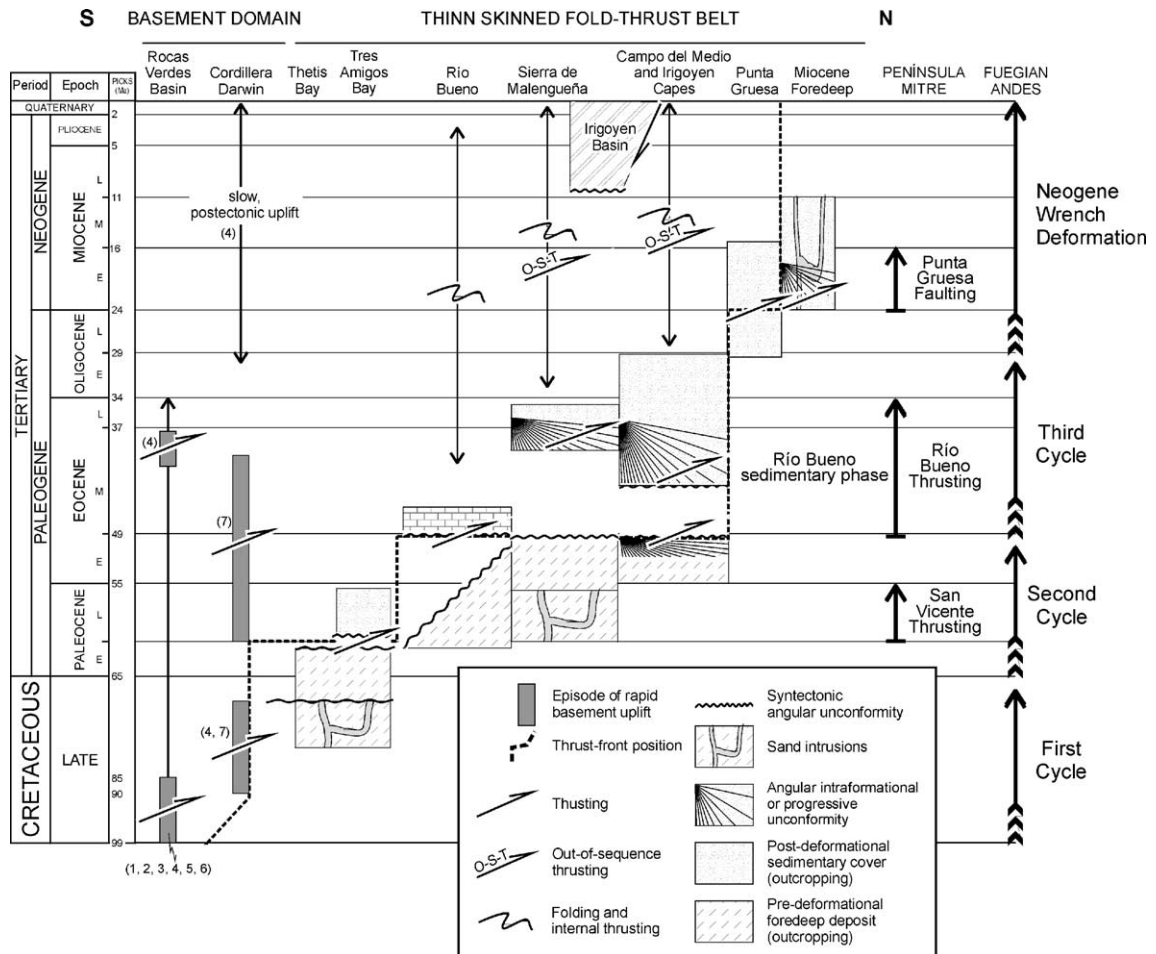 S
BASEMENT DOMAIN
THINN SKINNED FOLD-THRUST BELT
N
Period
Epoch
PICKS
(Ma)
Rocas
Verdes
Basin
Cordillera
Darwin
Thetis
Bay
Tres
Amigos
Bay
Río
Bueno
Sierra de
Malengueña
Campo del Medio
and Irigoyen
Capes
Punta
Gruesa
Miocene
Foredeep
PENÍNSULA
MITRE
FUEGIAN
ANDES
QUATERNARY
TERTIARY
NEOGENE
PALEOGENE
CRETACEOUS
PLIOCENE
MIOCENE
L
M
E
OLIGOCENE
L
E
EOCENE
L
M
E
PALEOCENE
L
E
LATE
2
5
11
16
24
29
34
37
49
55
65
85
90
99
slow,
postectonic uplift
(4)
(4)
(7)
(4, 7)
(1, 2, 3, 4, 5, 6)
Irigoyen
Basin
O-S-T
O-S-T
Río Bueno
sedimentary phase
Punta
Gruesa
Faulting
Río
Bueno
Thrusting
San
Vicente
Thrusting
Neogene
Wrench
Deformation
Third
Cycle
Second
Cycle
First
Cycle
Episode of rapid
basement uplift
Thrust-front position
Thusting
O-S-T
Out-of-sequence
thrusting
Folding and
internal thrusting
Syntectonic
angular unconformity
Sand intrusions
Angular intraformational
or progressive
unconformity
Post-deformational
sedimentary cover
(outcropping)
Pre-deformational
foredeep deposit
(outcropping)